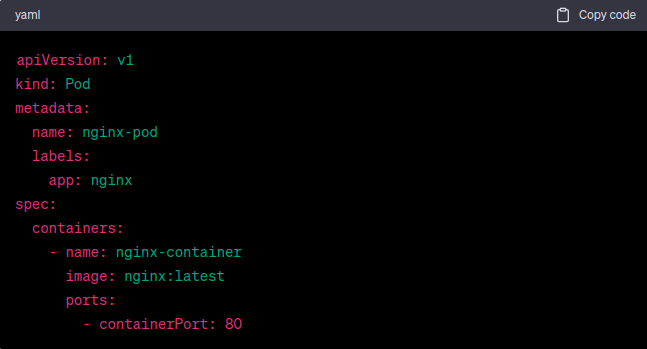 yaml
Copy code
apiVersion: v1
kind: Pod
metadata:
  name: nginx-pod
  labels:
    app: nginx
spec:
  containers:
    - name: nginx-container
      image: nginx:latest
      ports:
        - containerPort: 80